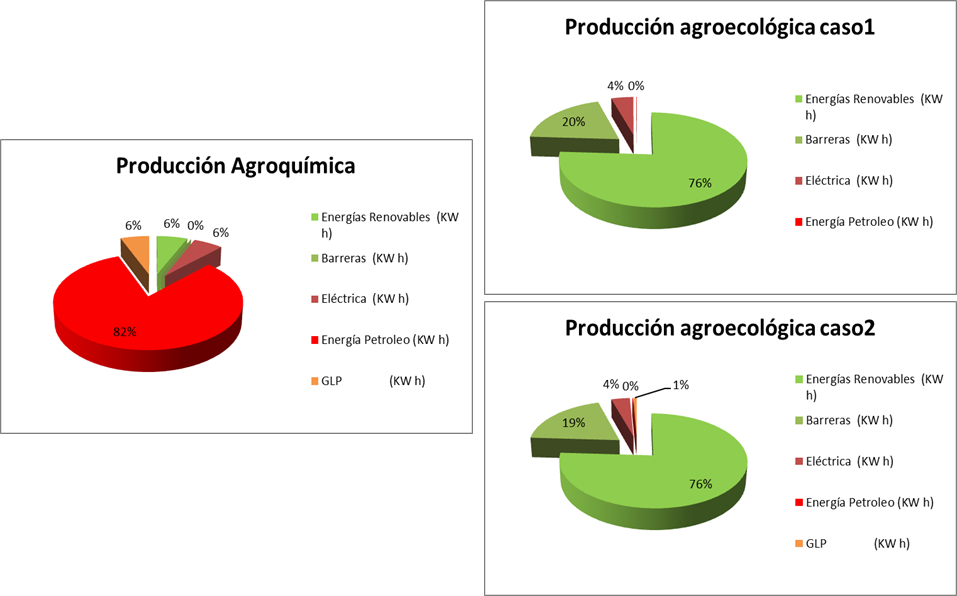 Producción Agroquímica
6% 6% 0% 6%
82%
Energías Renovables (KW
h)
Barreras (KW h)
Eléctrica (KW h)
Energía Petroleo (KW h)
GLP (KW h)
Producción agroecológica caso1
4% 0%
20%
76%
Energías Renovables (KW
h)
Barreras (KW h)
Eléctrica (KW h)
Energía Petroleo (KW h)
Producción agroecológica caso2
4% 0% 1%
19%
76%
Energías Renovables (KW
h)
Barreras (KW h)
Eléctrica (KW h)
Energía Petroleo (KW h)
GLP (KW h)